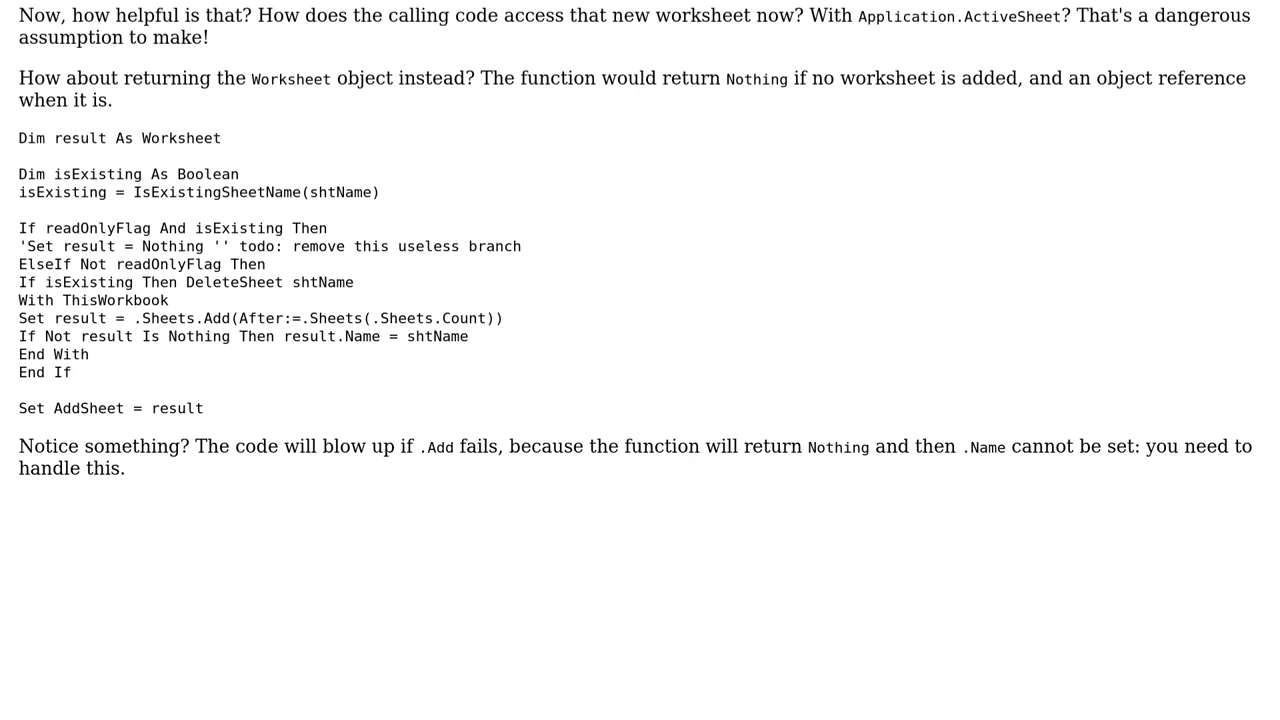 Now, how helpful is that? How does the calling code access that new worksheet now? With Application.ActiveSheet? That's a dangerous
assumption to make!
How about returning the Worksheet object instead? The function would return Nothing if no worksheet is added, and an object reference
when it is.
Dim result As Worksheet
Dim isExisting As Boolean
isExisting = IsExistingSheetName(shtName)
If readOnlyFlag And isExisting Then
'Set result = Nothing '' todo: remove this useless branch
ElseIf Not readOnlyFlag Then
If isExisting Then DeleteSheet shtName
With ThisWorkbook
Set result = .Sheets.Add(After:=.Sheets(.Sheets.Count))
If Not result Is Nothing Then result.Name = shtName
End With
End If
Set AddSheet = result
Notice something? The code will blow up if .Add fails, because the function will return Nothing and then .Name cannot be set: you need to
handle this.